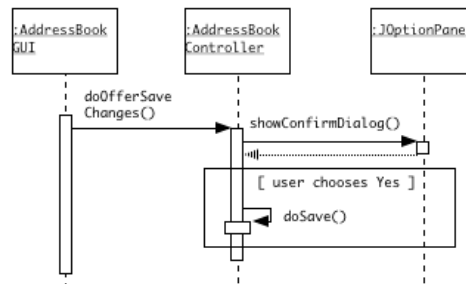 :AddressBook
GUI
:AddressBook
Controller
:JOptionPane
doOfferSave
Changes()
showConfirmDialog()
[ user chooses Yes ]
doSave()